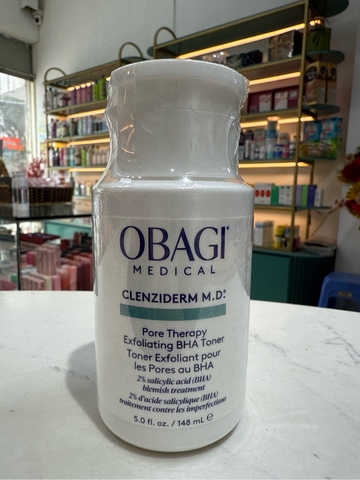 OBAGI®
MEDICAL
CLENZIDERM M.D.®
Pore Therapy
Exfoliating BHA Toner
Toner Exfoliant pour
les Pores au BHA
2% salicylic acid (BHA)
blemish treatment
2% d'acide salicylique (BHA)
traitement contre les imperfections
5.0 fl. oz. / 148 mL ℮